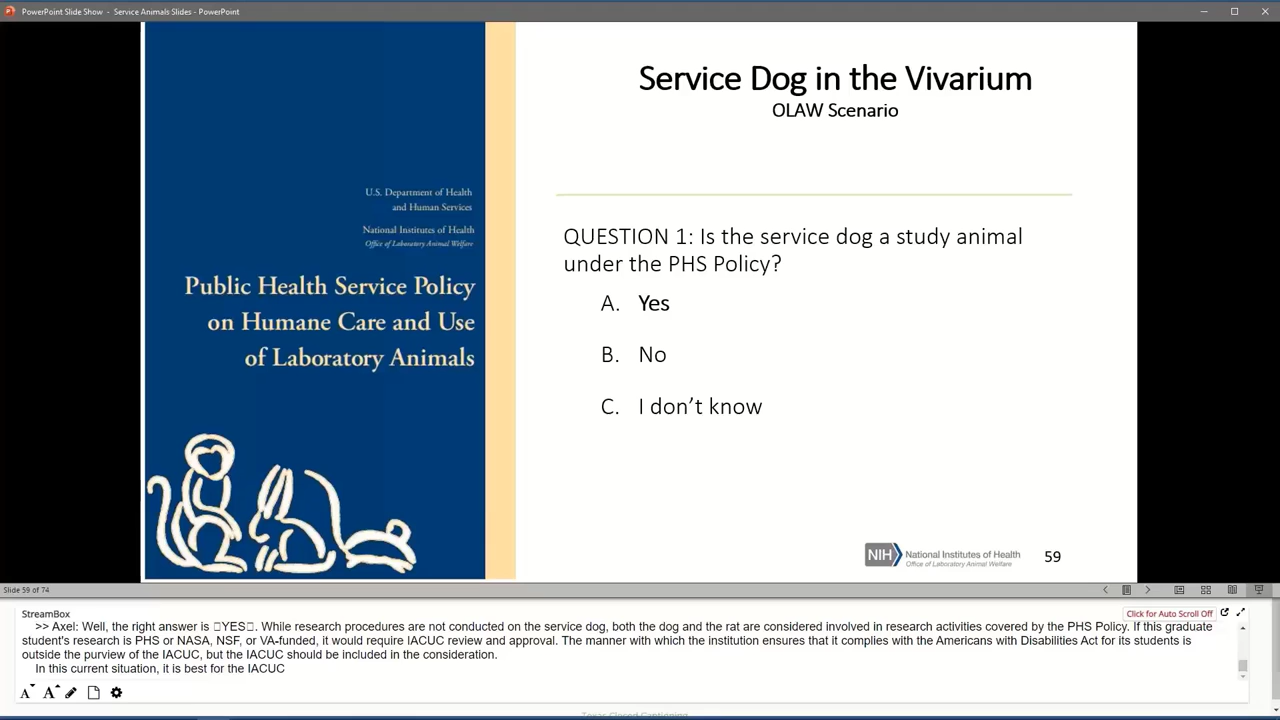 PowerPoint Slide Show - Service Animals Slides - PowerPoint
U.S. Department of Health
and Human Services
National Institutes of Health
Office of Laboratory Animal Welfare
Public Health Service Policy
on Humane Care and Use
of Laboratory Animals
Service Dog in the Vivarium
OLAW Scenario
QUESTION 1: Is the service dog a study animal
under the PHS Policy?
A. Yes
B. No
C. I don’t know
NIH National Institutes of Health
Office of Laboratory Animal Welfare
59
Slide 59 of 74
StreamBox
Click for Auto Scroll Off
>> Axel: Well, the right answer is □YES□. While research procedures are not conducted on the service dog, both the dog and the rat are considered involved in research activities covered by the PHS Policy. If this graduate
student's research is PHS or NASA, NSF, or VA-funded, it would require IACUC review and approval. The manner with which the institution ensures that it complies with the Americans with Disabilities Act for its students is
outside the purview of the IACUC, but the IACUC should be included in the consideration.
In this current situation, it is best for the IACUC
A A
Texas Closed Captioning